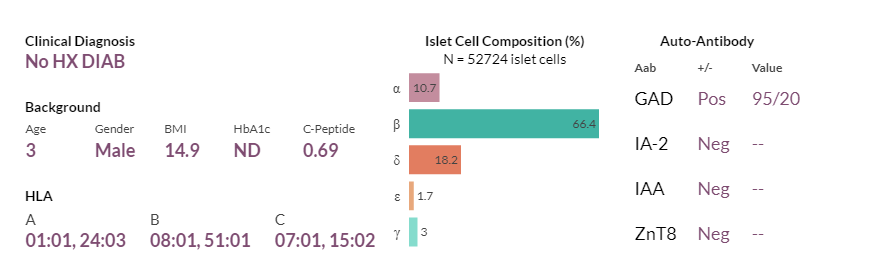 Clinical Diagnosis
No HX DIAB
Background
Age Gender BMI HbA1c C-Peptide
3 Male 14.9 ND 0.69
HLA
A B C
01:01, 24:03 08:01, 51:01 07:01, 15:02
Islet Cell Composition (%)
N = 52724 islet cells
α 10.7
β 66.4
δ 18.2
ε 1.7
γ 3
Auto-Antibody
Aab +/- Value
GAD Pos 95/20
IA-2 Neg --
IAA Neg --
ZnT8 Neg --